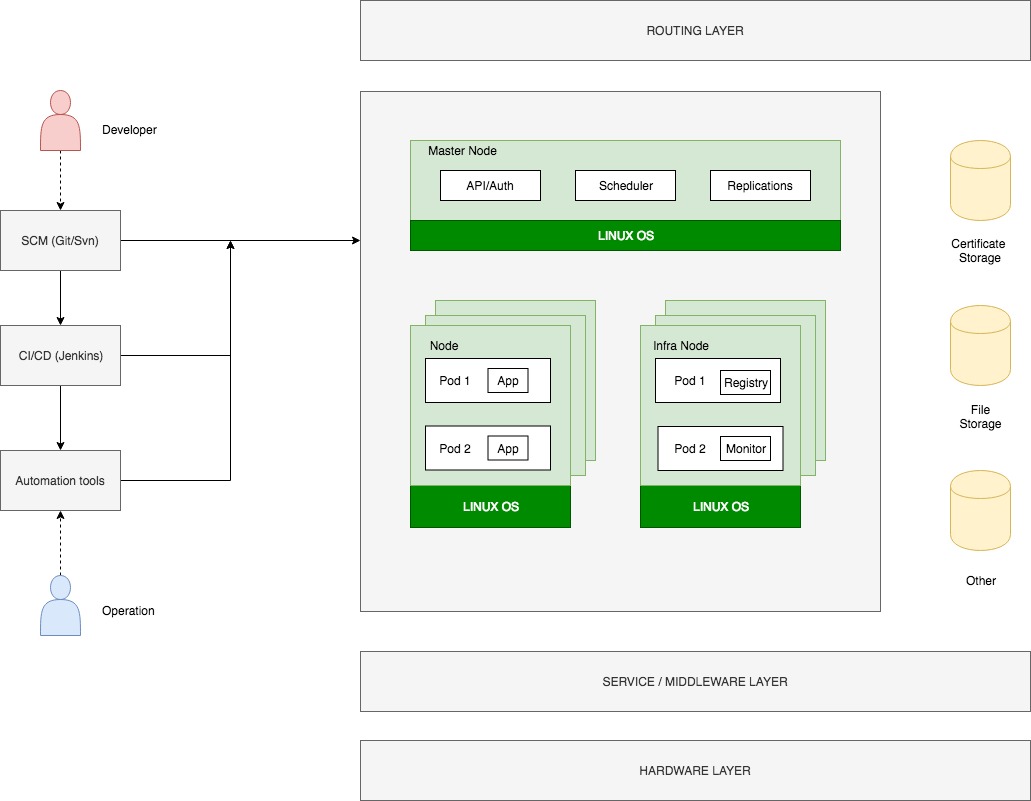 ROUTING LAYER
Developer
SCM (Git/Svn)
CI/CD (Jenkins)
Automation tools
Operation
Master Node
API/Auth
Scheduler
Replications
LINUX OS
Node
Pod 1
App
Pod 2
App
LINUX OS
Infra Node
Pod 1
Registry
Pod 2
Monitor
LINUX OS
Certificate
Storage
File
Storage
Other
SERVICE / MIDDLEWARE LAYER
HARDWARE LAYER